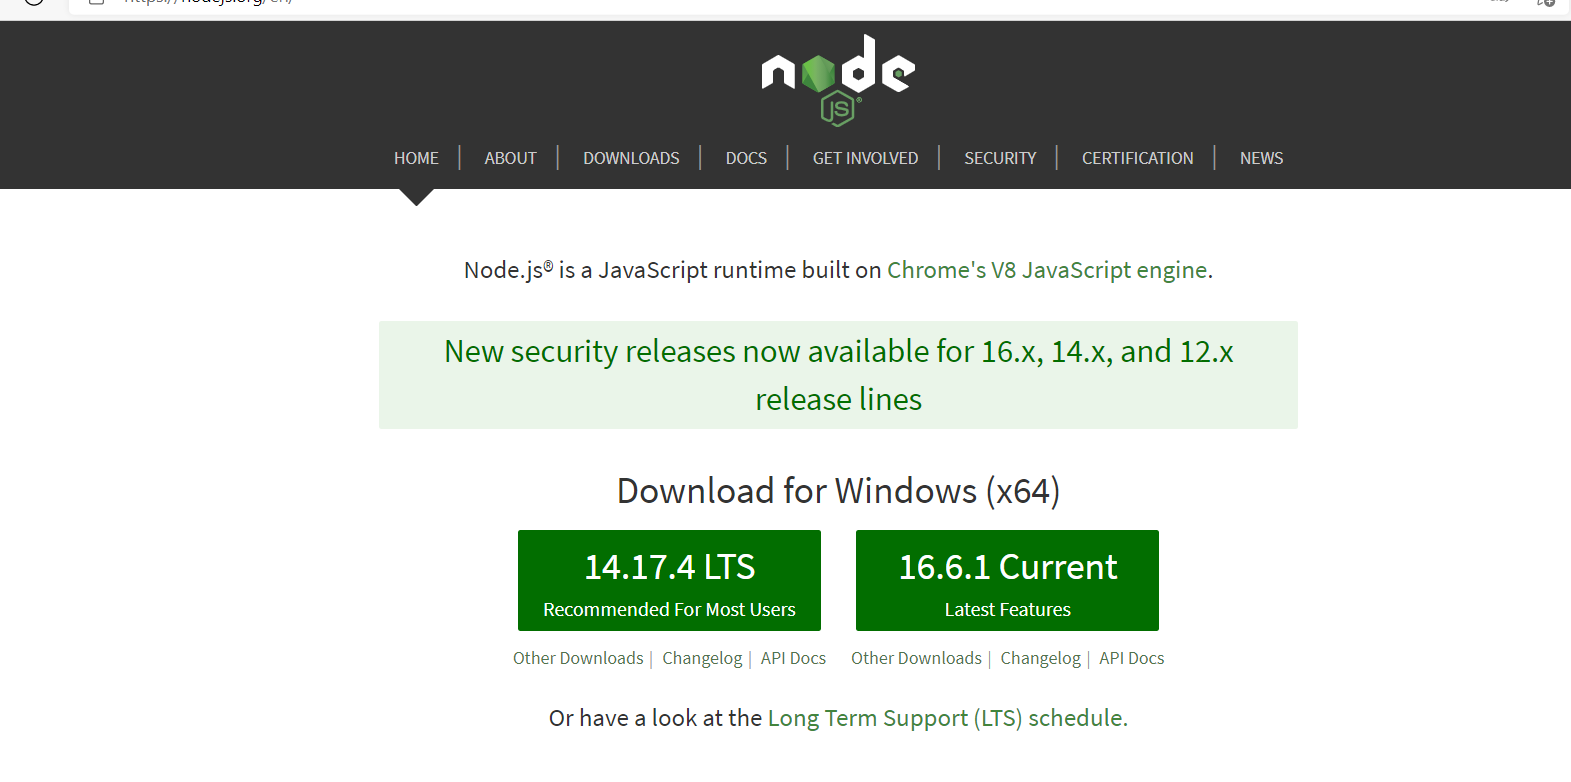 node
JS®
HOME | ABOUT | DOWNLOADS | DOCS | GET INVOLVED | SECURITY | CERTIFICATION | NEWS
Node.js® is a JavaScript runtime built on Chrome's V8 JavaScript engine.
New security releases now available for 16.x, 14.x, and 12.x
release lines
Download for Windows (x64)
14.17.4 LTS
Recommended For Most Users
16.6.1 Current
Latest Features
Other Downloads | Changelog | API Docs
Other Downloads | Changelog | API Docs
Or have a look at the Long Term Support (LTS) schedule.